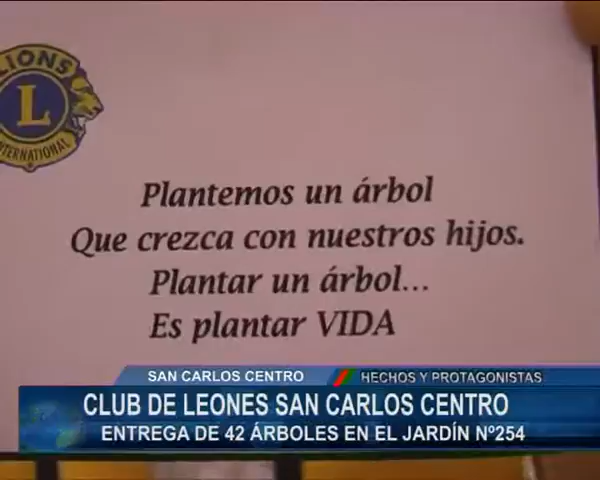 LIONS
L
INTERNATIONAL
Plantemos un árbol
Que crezca con nuestros hijos.
Plantar un árbol...
Es plantar VIDA
SAN CARLOS CENTRO
HECHOS Y PROTAGONISTAS
CLUB DE LEONES SAN CARLOS CENTRO
ENTREGA DE 42 ÁRBOLES EN EL JARDÍN Nº254